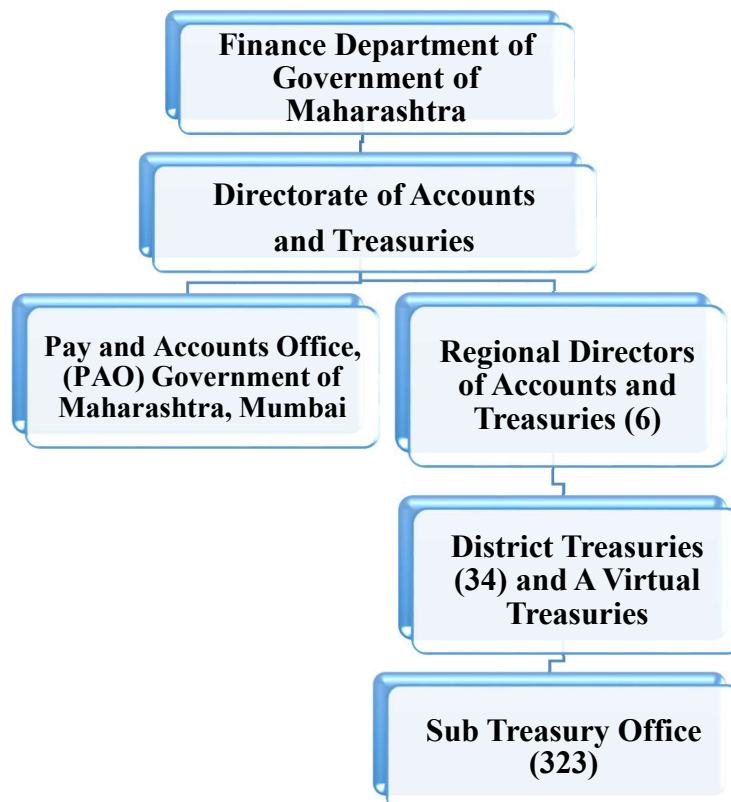 Finance Department of
Government of
Maharashtra
Directorate of Accounts
and Treasuries
Pay and Accounts Office,
(PAO) Government of
Maharashtra, Mumbai
Regional Directors
of Accounts and
Treasuries (6)
District Treasuries
(34) and A Virtual
Treasuries
Sub Treasury Office
(323)